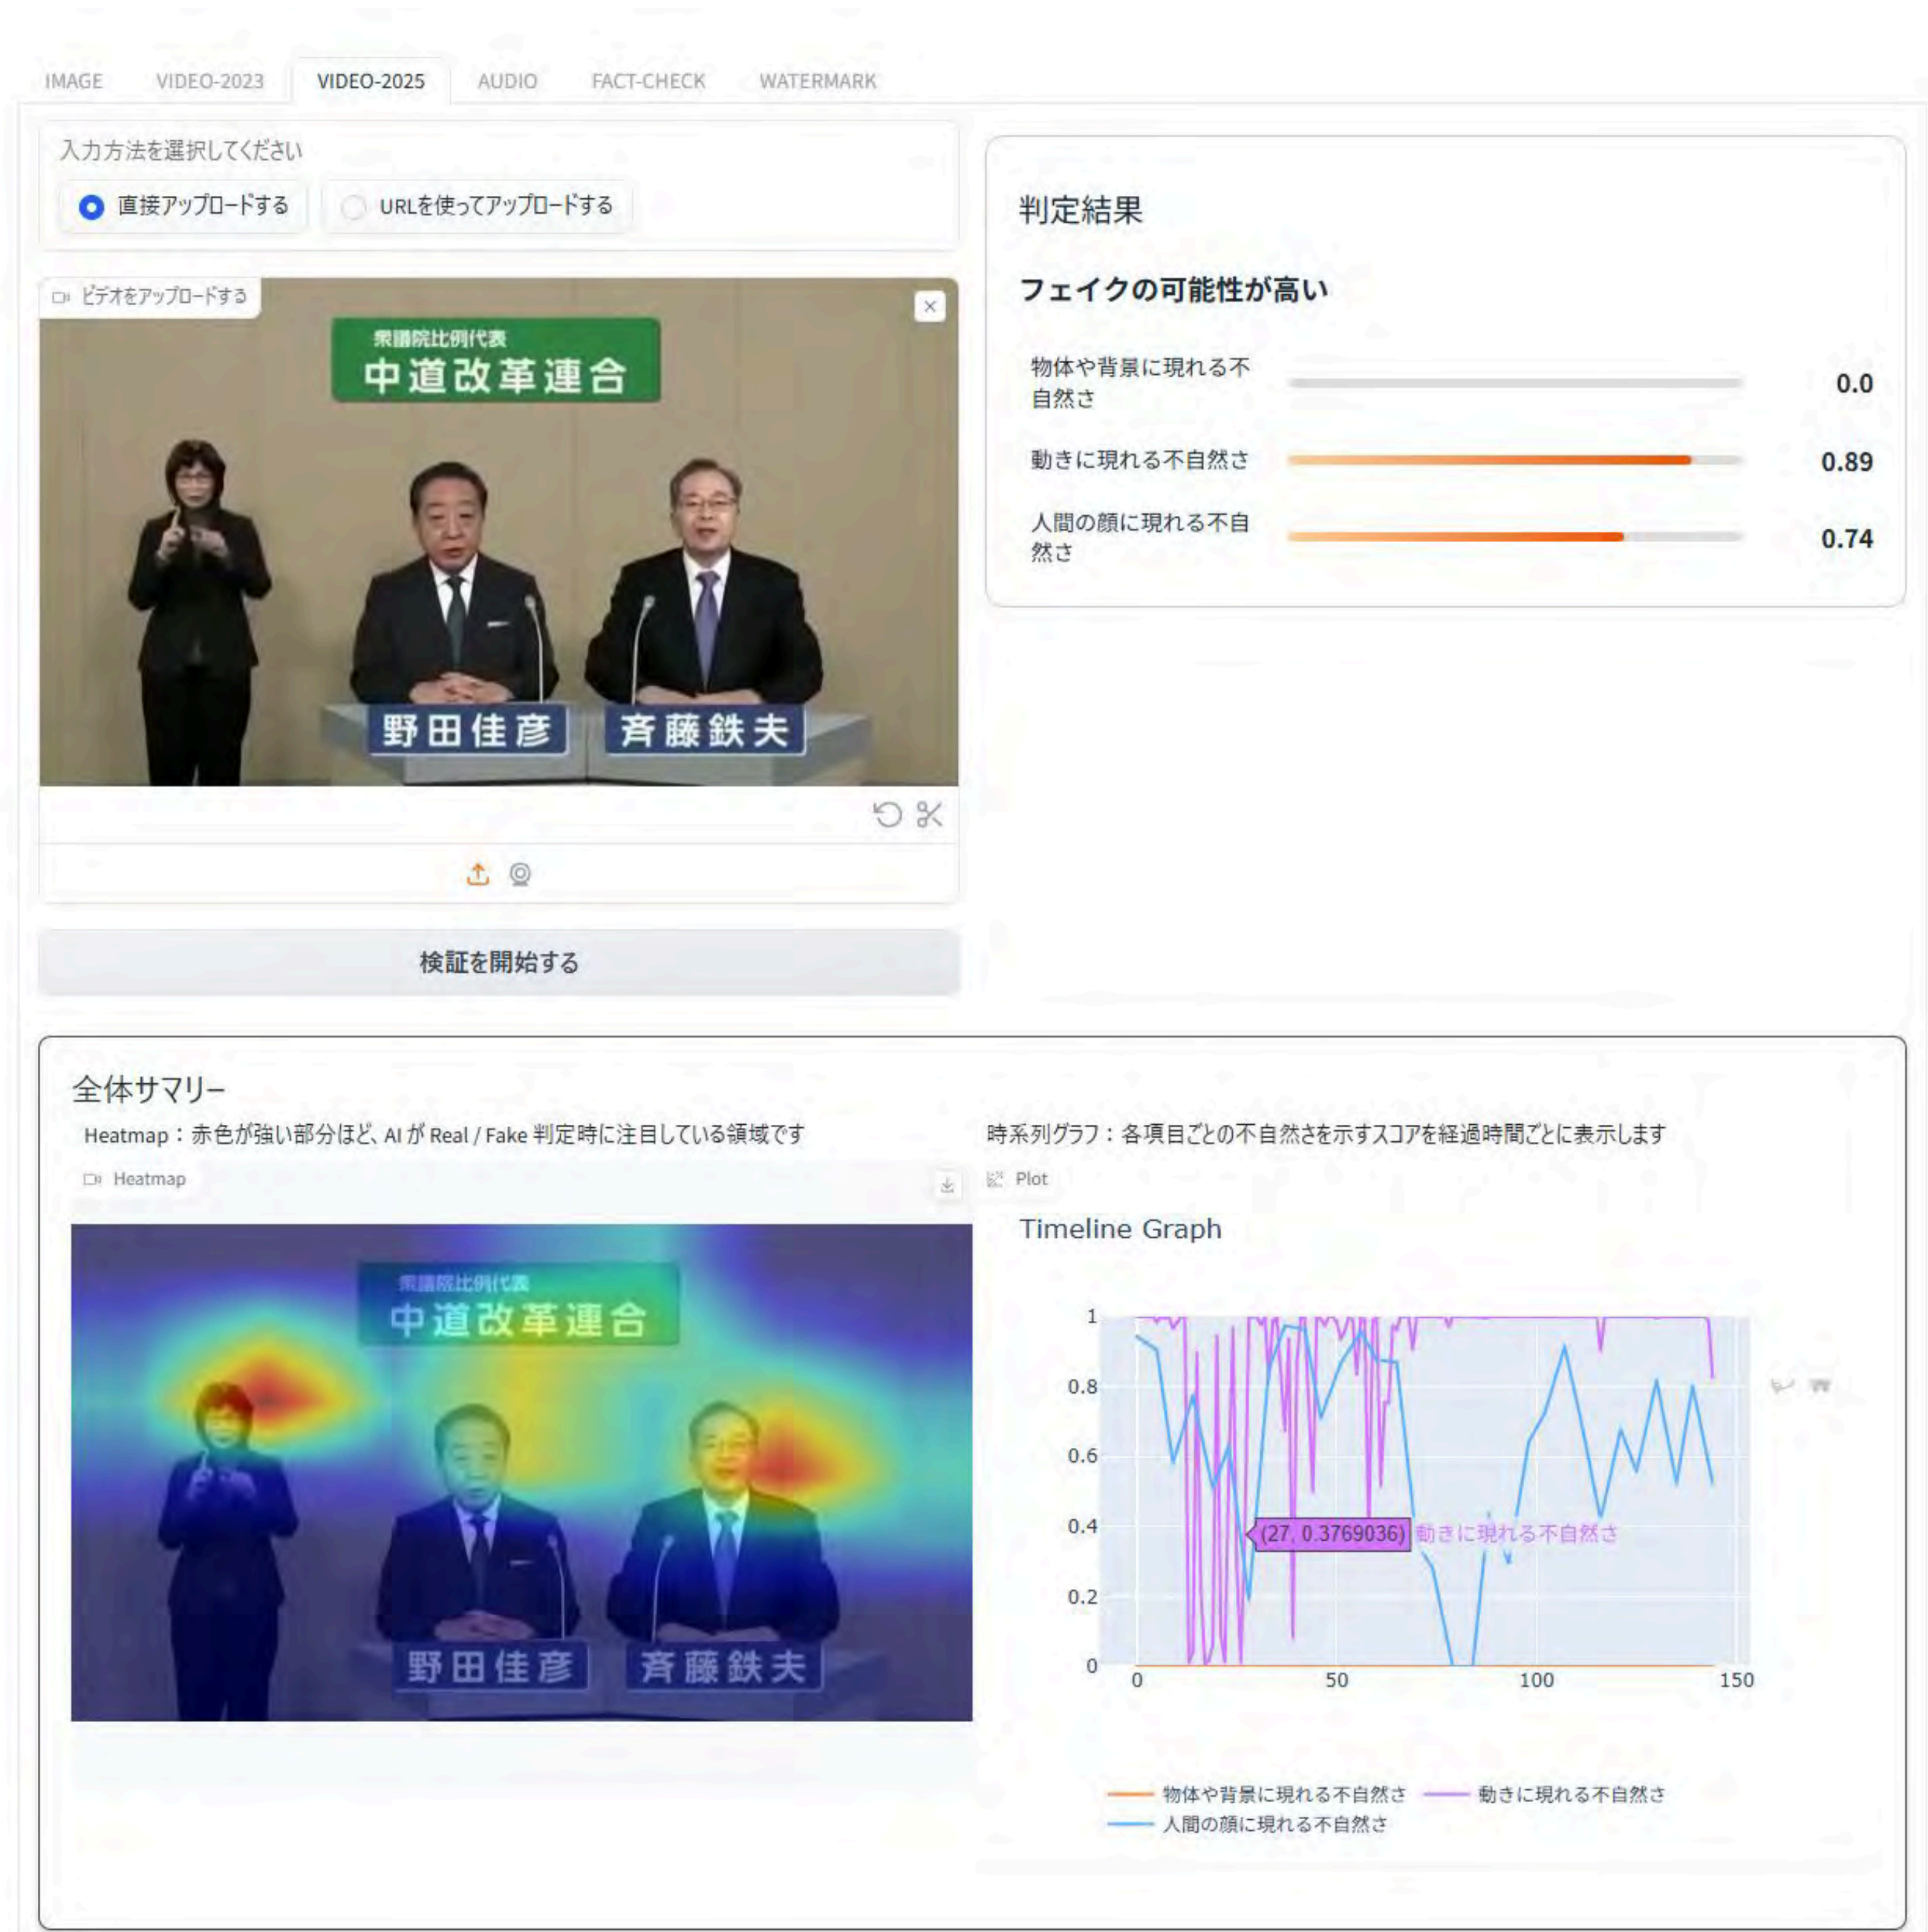 IMAGE VIDEO-2023 VIDEO-2025 AUDIO FACT-CHECK WATERMARK
入力方法を選択してください
直接アップロードする URLを使ってアップロードする
ビデオをアップロードする
衆議院比例代表
中道改革連合
野田佳彦 斉藤鉄夫
検証を開始する
判定結果
フェイクの可能性が高い
物体や背景に現れる不
自然さ
0.0
動きに現れる不自然さ 0.89
人間の顔に現れる不自
然さ
0.74
全体サマリー
Heatmap：赤色が強い部分ほど、AI が Real / Fake 判定時に注目している領域です
Heatmap
衆議院比例代表
中道改革連合
野田佳彦 斉藤鉄夫
時系列グラフ：各項目ごとの不自然さを示すスコアを経過時間ごとに表示します
Plot
Timeline Graph
1
0.8
0.6
0.4
0.2
0
(27, 0.3769036) 動きに現れる不自然さ
0 50 100 150
物体や背景に現れる不自然さ 動きに現れる不自然さ
人間の顔に現れる不自然さ